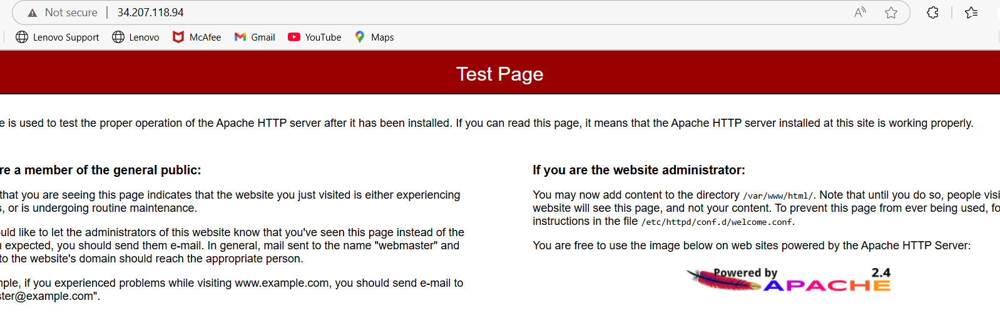 Not secure 34.207.118.94
Lenovo Support Lenovo McAfee Gmail YouTube Maps
Test Page
e is used to test the proper operation of the Apache HTTP server after it has been installed. If you can read this page, it means that the Apache HTTP server installed at this site is working properly.
re a member of the general public:
that you are seeing this page indicates that the website you just visited is either experiencing
s, or is undergoing routine maintenance.
uld like to let the administrators of this website know that you've seen this page instead of the
u expected, you should send them e-mail. In general, mail sent to the name "webmaster" and
to the website's domain should reach the appropriate person.
mple, if you experienced problems while visiting www.example.com, you should send e-mail to
ster@example.com".
If you are the website administrator:
You may now add content to the directory /var/www/html/. Note that until you do so, people visi
website will see this page, and not your content. To prevent this page from ever being used, fo
instructions in the file /etc/httpd/conf.d/welcome.conf.
You are free to use the image below on web sites powered by the Apache HTTP Server:
Powered by 2.4
APACHE